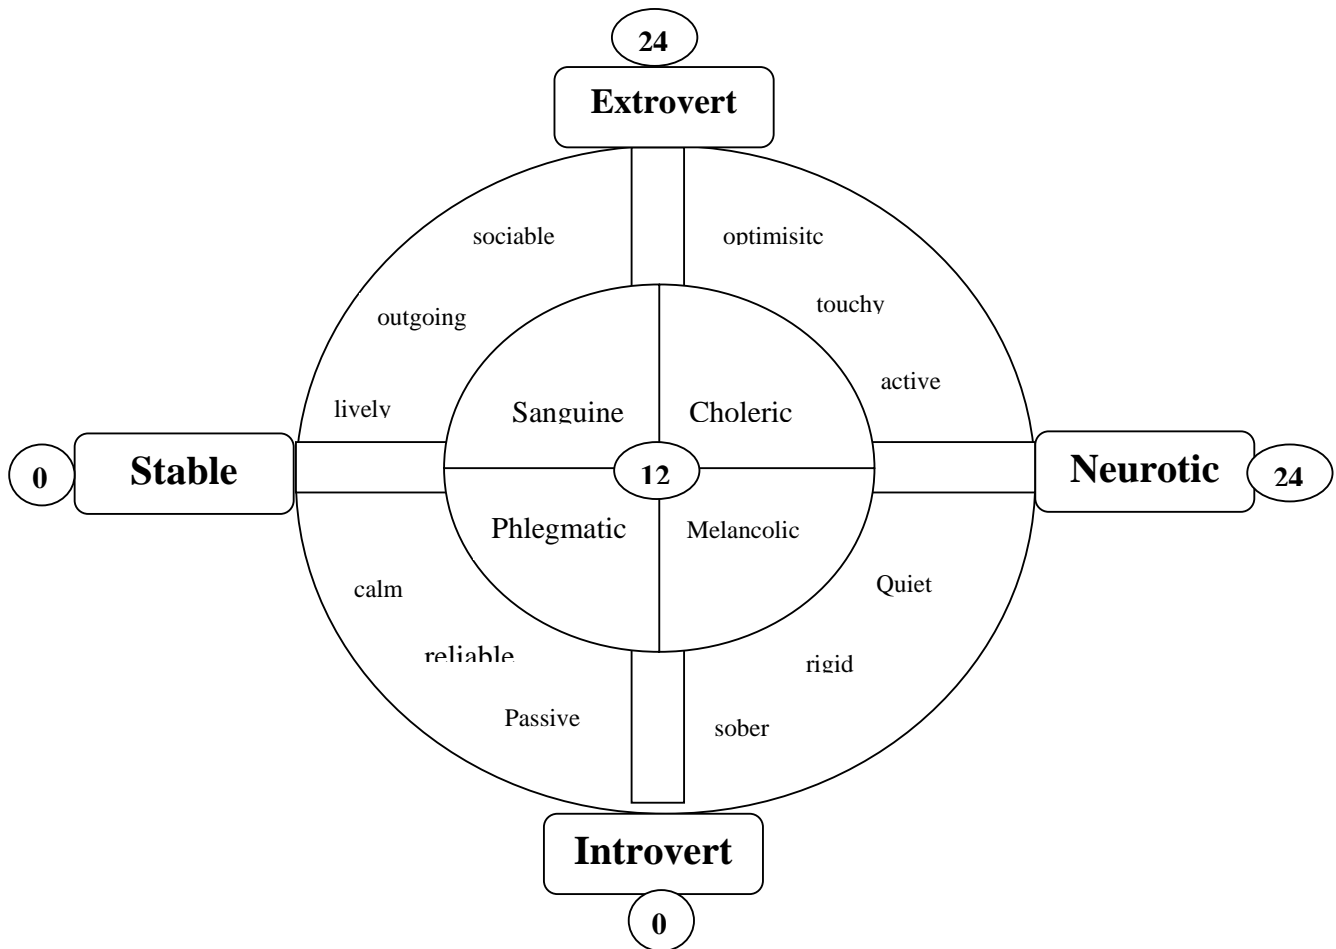 24
Extrovert
sociable
optimisitc
outgoing
touchy
lively
active
Sanguine
Choleric
0
Stable
12
Neurotic
24
Phlegmatic
Melancolic
calm
Quiet
reliable
rigid
Passive
sober
Introvert
0